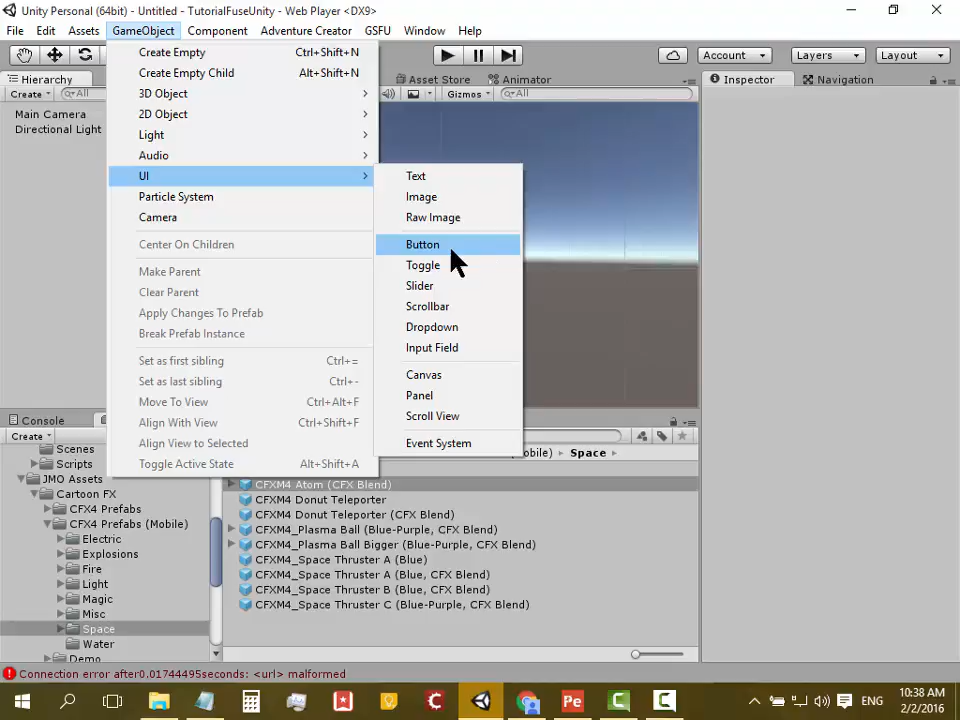 Unity Personal (64bit) - Untitled - TutorialFuseUnity - Web Player <DX9>
File Edit Assets GameObject Component Adventure Creator GSFU Window Help
Account Layers Layout
Hierarchy
Asset Store Animator
Inspector Navigation
Create All
Gizmos All
Main Camera
Directional Light
Create Empty Ctrl+Shift+N
Create Empty Child Alt+Shift+N
3D Object
2D Object
Light
Audio
UI
Particle System
Camera
Center On Children
Make Parent
Clear Parent
Apply Changes To Prefab
Break Prefab Instance
Set as first sibling Ctrl+=
Set as last sibling Ctrl+-
Move To View Ctrl+Alt+F
Align With View Ctrl+Shift+F
Align View to Selected
Toggle Active State Alt+Shift+A
Text
Image
Raw Image
Button
Toggle
Slider
Scrollbar
Dropdown
Input Field
Canvas
Panel
Scroll View
Event System
Console
Create
Scenes
Scripts
JMO Assets
Cartoon FX
CFX4 Prefabs
CFX4 Prefabs (Mobile)
Electric
Explosions
Fire
Light
Magic
Misc
Space
Water
Demo
Space
CFXM4 Atom (CFX Blend)
CFXM4 Donut Teleporter
CFXM4 Donut Teleporter (CFX Blend)
CFXM4_Plasma Ball (Blue-Purple, CFX Blend)
CFXM4_Plasma Ball Bigger (Blue-Purple, CFX Blend)
CFXM4_Space Thruster A (Blue)
CFXM4_Space Thruster A (Blue, CFX Blend)
CFXM4_Space Thruster B (Blue, CFX Blend)
CFXM4_Space Thruster C (Blue-Purple, CFX Blend)
Connection error after0.01744495seconds: <url> malformed
ENG
10:38 AM
2/2/2016